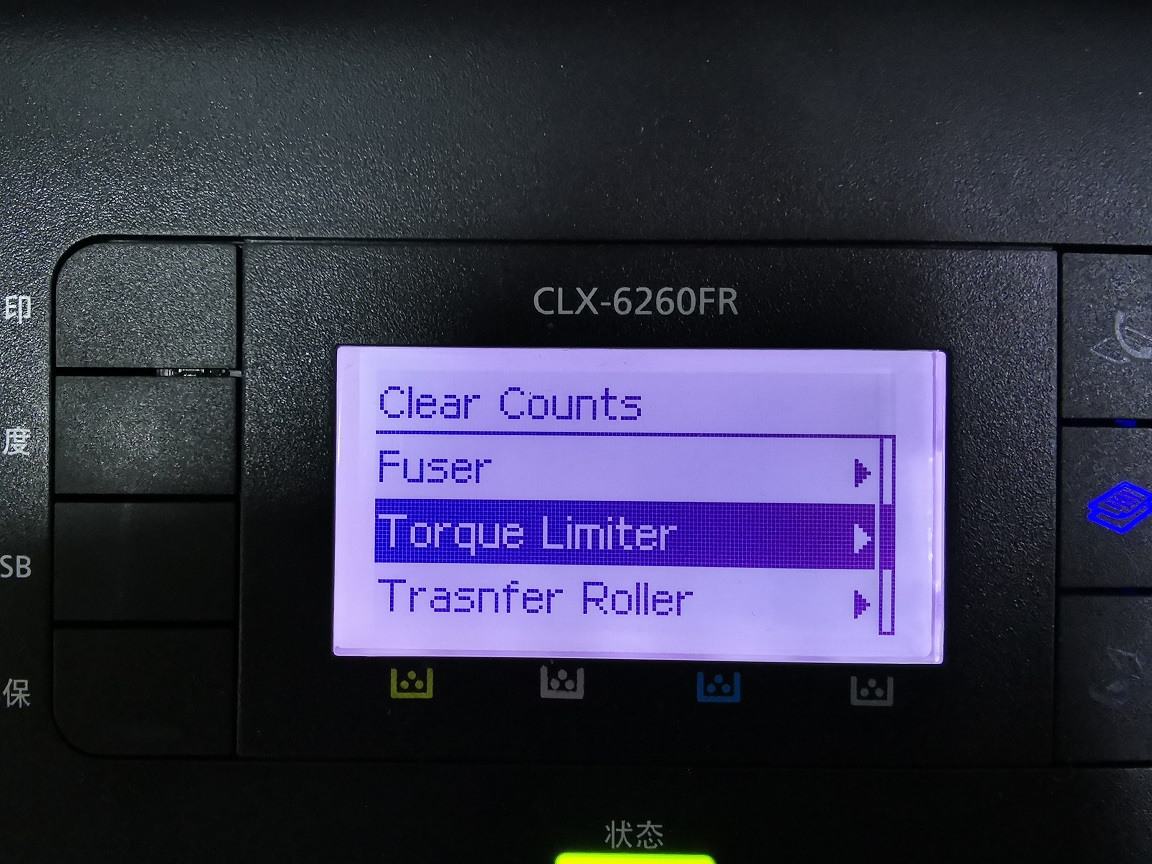 CLX-6260FR
Clear Counts
Fuser
Torque Limiter
Trasnfer Roller
印
度
SB
保
状态